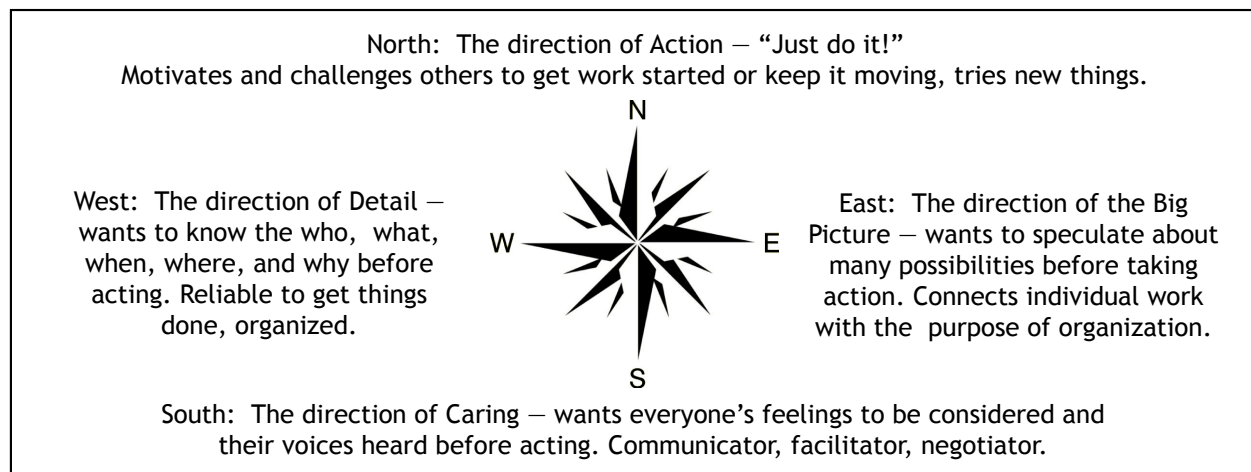 North:  The direction of Action — “Just do it!”
Motivates and challenges others to get work started or keep it moving, tries new things.
N
West:  The direction of Detail —
wants to know the who,  what,
when, where, and why before
acting. Reliable to get things
done, organized.
W
E
East:  The direction of the Big
Picture — wants to speculate about
many possibilities before taking
action. Connects individual work
with the  purpose of organization.
S
South:  The direction of Caring — wants everyone’s feelings to be considered and
their voices heard before acting. Communicator, facilitator, negotiator.